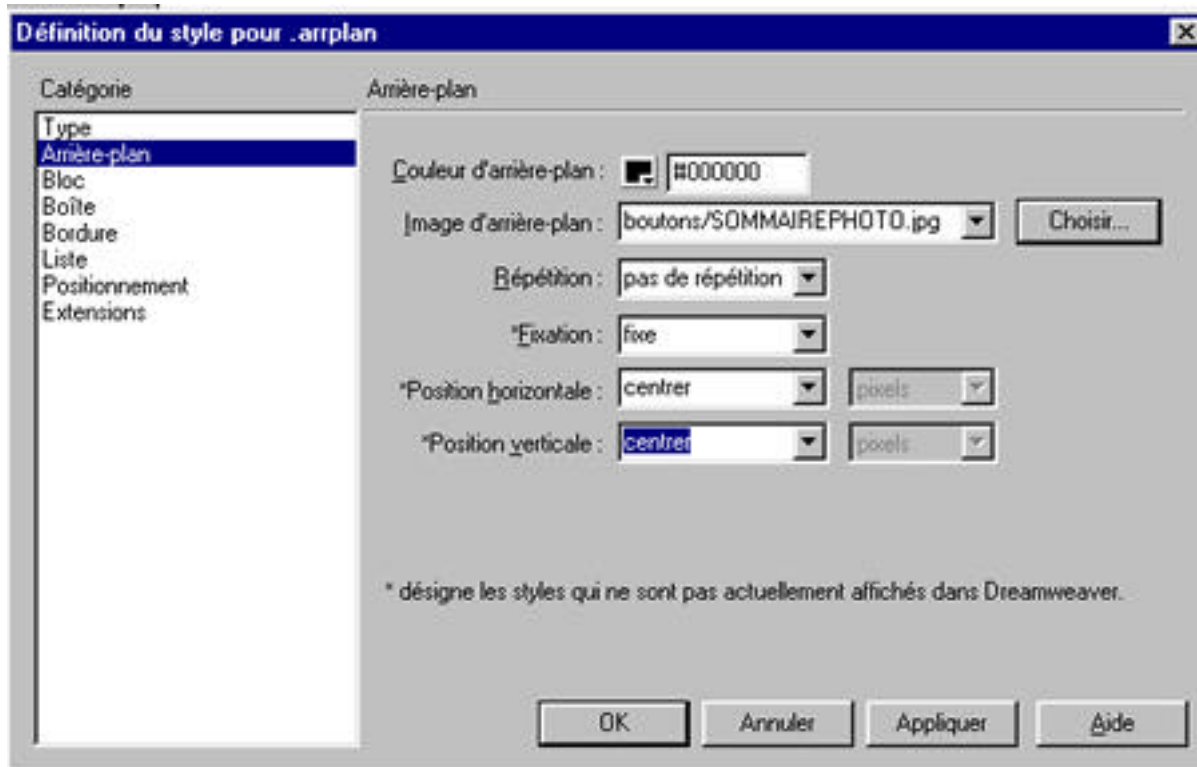 Définition du style pour .arrplan
Catégorie
Type
Arrière-plan
Bloc
Boîte
Bordure
Liste
Positionnement
Extensions
Arrière-plan
Couleur d'arrière-plan : #000000
Image d'arrière-plan : boutons/SOMMAIREPHOTO.jpg Choisir...
Répétition : pas de répétition
*Fixation : fixe
*Position horizontale : centrer pixels
*Position verticale : centrer pixels
* désigne les styles qui ne sont pas actuellement affichés dans Dreamweaver.
OK Annuler Appliquer Aide